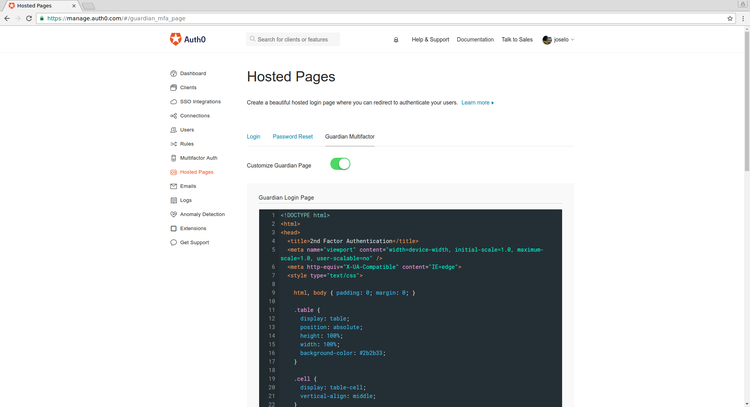 Hosted Pages
https://manage.auth0.com/#/guardian_mfa_page
Auth0
Search for clients or features
Help & Support
Documentation
Talk to Sales
joselo
Dashboard
Clients
SSO Integrations
Connections
Users
Rules
Multifactor Auth
Hosted Pages
Emails
Logs
Anomaly Detection
Extensions
Get Support
Hosted Pages
Create a beautiful hosted login page where you can redirect to authenticate your users. Learn more ▸
Login Password Reset Guardian Multifactor
Customize Guardian Page
Guardian Login Page
1 <!DOCTYPE html>
2 <html>
3 <head>
4 <title>2nd Factor Authentication</title>
5 <meta name="viewport" content="width=device-width, initial-scale=1.0, maximum-
scale=1.0, user-scalable=no" />
6 <meta http-equiv="X-UA-Compatible" content="IE=edge">
7 <style type="text/css">
8
9 html, body { padding: 0; margin: 0; }
10
11 .table {
12 display: table;
13 position: absolute;
14 height: 100%;
15 width: 100%;
16 background-color: #2b2b33;
17 }
18
19 .cell {
20 display: table-cell;
21 vertical-align: middle;
22 }